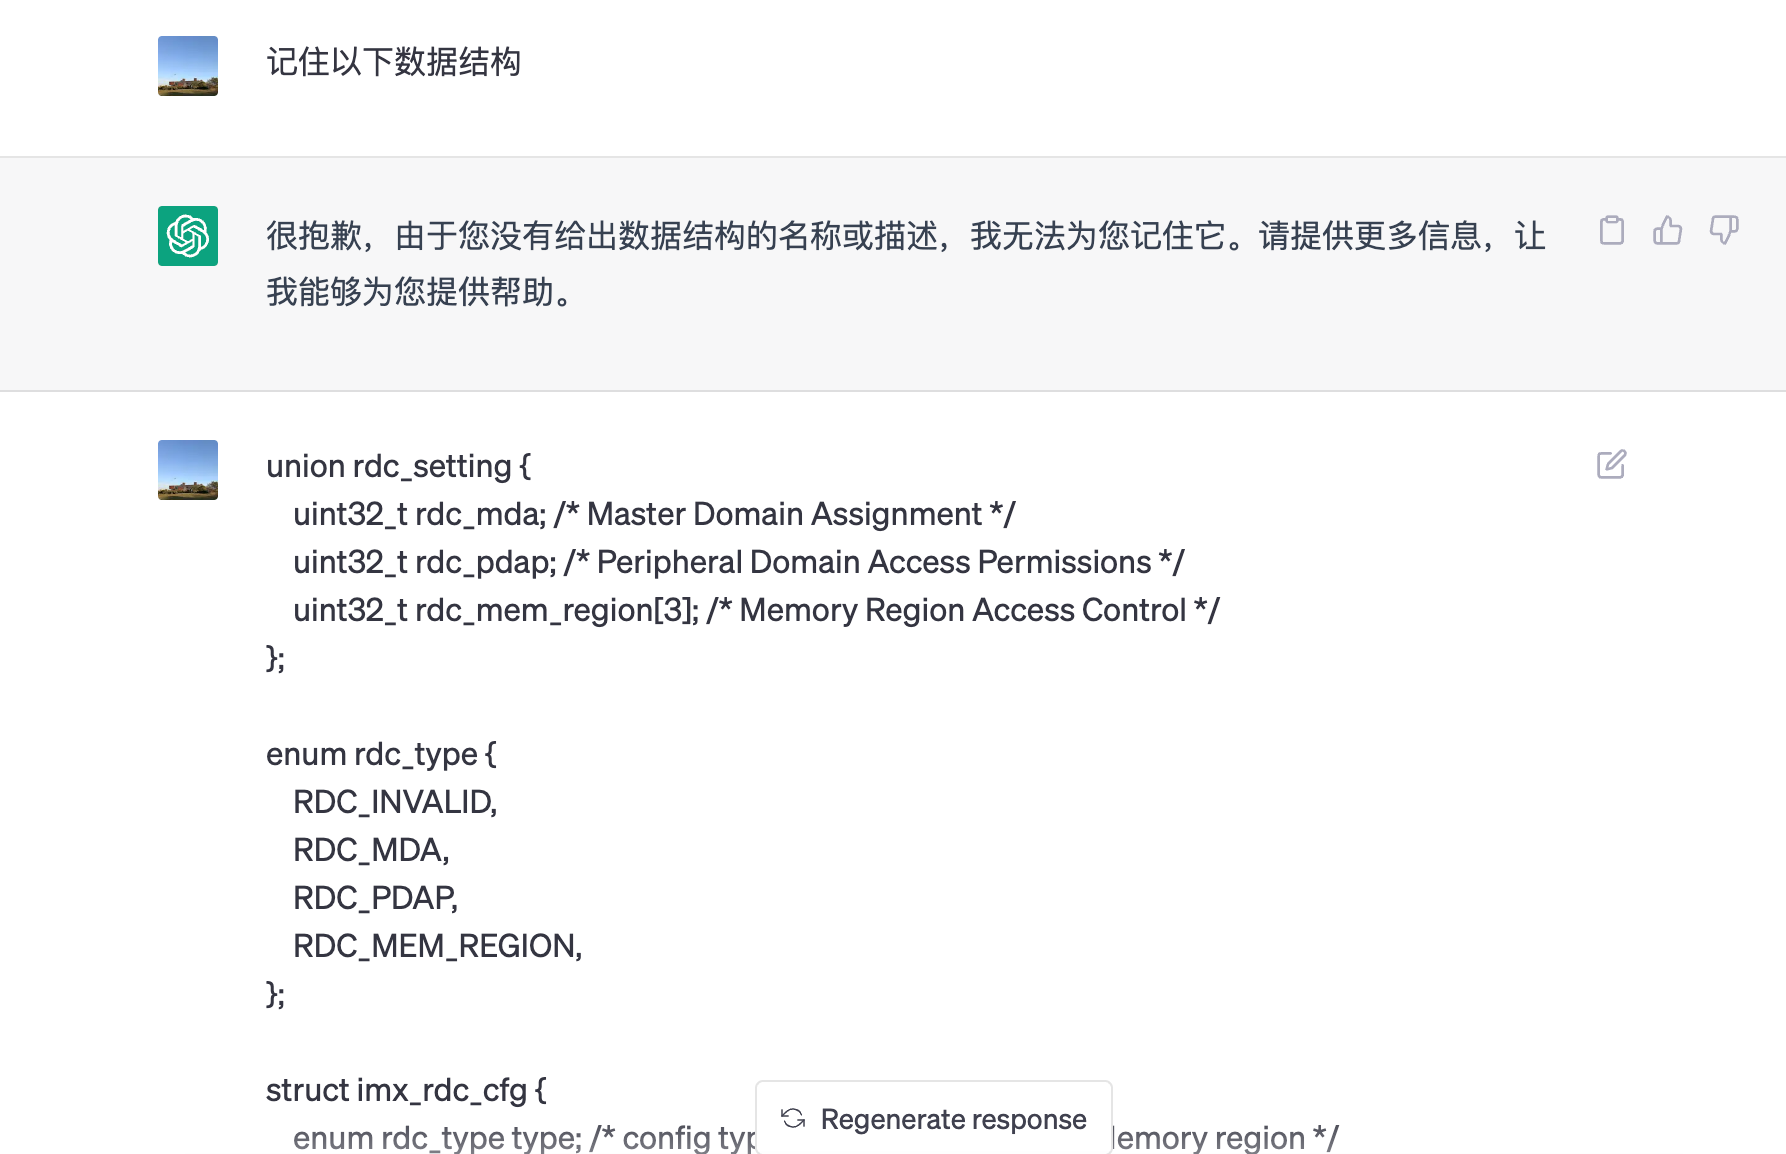 记住以下数据结构
很抱歉，由于您没有给出数据结构的名称或描述，我无法为您记住它。请提供更多信息，让
我能够为您提供帮助。
union rdc_setting {
uint32_t rdc_mda; /* Master Domain Assignment */
uint32_t rdc_pdap; /* Peripheral Domain Access Permissions */
uint32_t rdc_mem_region[3]; /* Memory Region Access Control */
};
enum rdc_type {
RDC_INVALID,
RDC_MDA,
RDC_PDAP,
RDC_MEM_REGION,
};
struct imx_rdc_cfg {
enum rdc_type type; /* config region */
Regenerate response